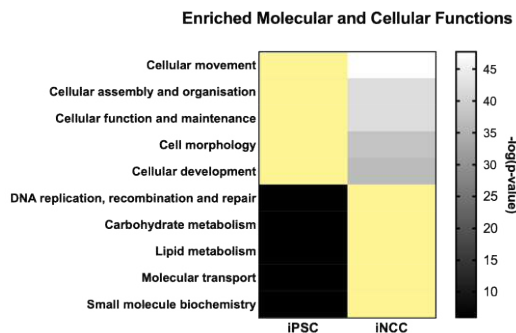 Enriched Molecular and Cellular Functions
Cellular movement
Cellular assembly and organisation
Cellular function and maintenance
Cell morphology
Cellular development
DNA replication, recombination and repair
Carbohydrate metabolism
Lipid metabolism
Molecular transport
Small molecule biochemistry
iPSC iNCC
45
40
35
30
25
20
15
10
-log(p-value)